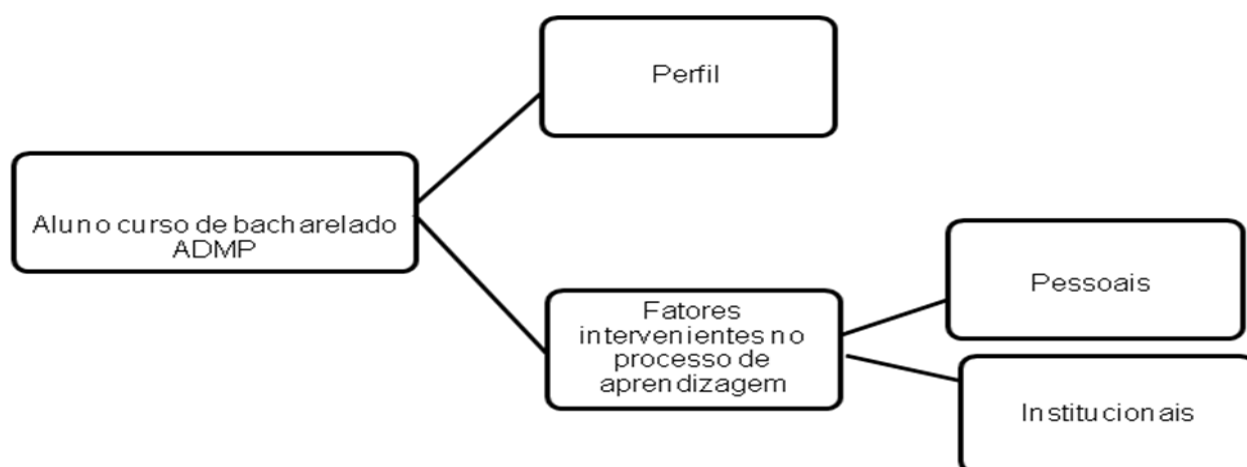 Perfil
Aluno curso de bacharelado
ADMP
Fatores
intervenientes no
processo de
aprendizagem
Pessoais
Institucionais